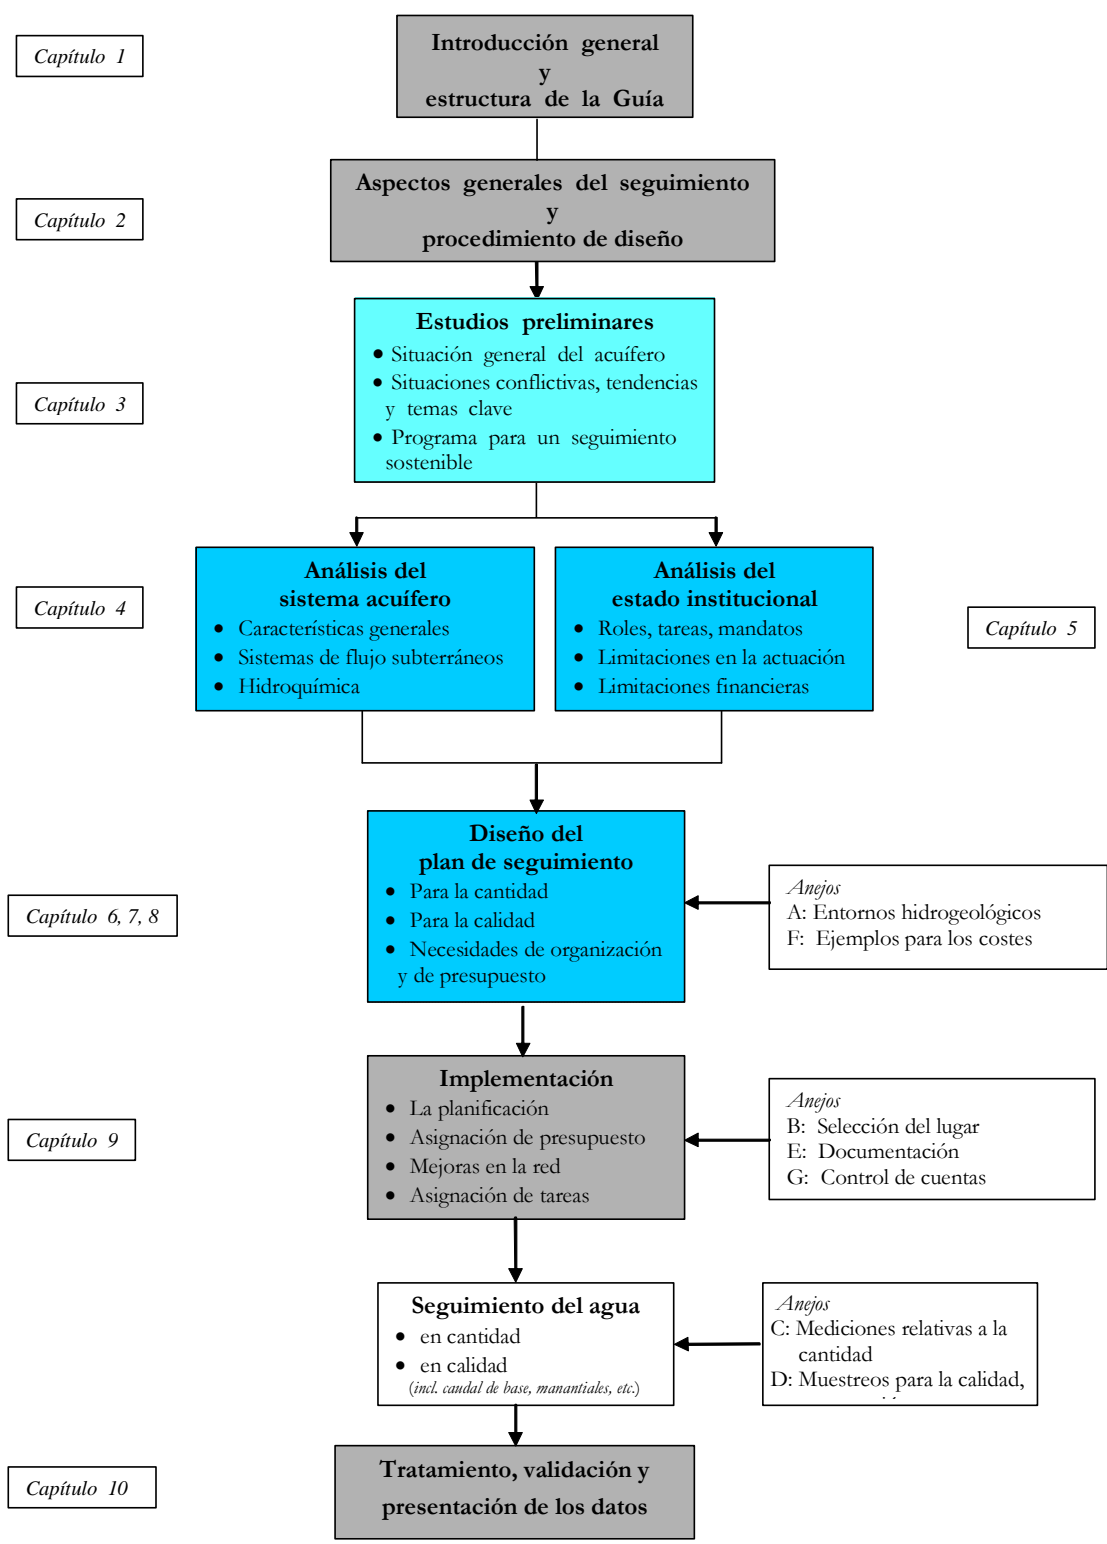 Capítulo 1
Introducción general
y
estructura de la Guía
Capítulo 2
Aspectos generales del seguimiento
y
procedimiento de diseño
Capítulo 3
Estudios preliminares
• Situación general del acuífero
• Situaciones conflictivas, tendencias
y temas clave
• Programa para un seguimiento
sostenible
Capítulo 4
Análisis del
sistema acuífero
• Características generales
• Sistemas de flujo subterráneos
• Hidroquímica
Análisis del
estado institucional
• Roles, tareas, mandatos
• Limitaciones en la actuación
• Limitaciones financieras
Capítulo 5
Capítulo 6, 7, 8
Diseño del
plan de seguimiento
• Para la cantidad
• Para la calidad
• Necesidades de organización
y de presupuesto
Anejos
A: Entornos hidrogeológicos
F: Ejemplos para los costes
Capítulo 9
Implementación
• La planificación
• Asignación de presupuesto
• Mejoras en la red
• Asignación de tareas
Anejos
B: Selección del lugar
E: Documentación
G: Control de cuentas
Seguimiento del agua
• en cantidad
• en calidad
(incl. caudal de base, manantiales, etc.)
Anejos
C: Mediciones relativas a la
cantidad
D: Muestreos para la calidad,
Capítulo 10
Tratamiento, validación y
presentación de los datos